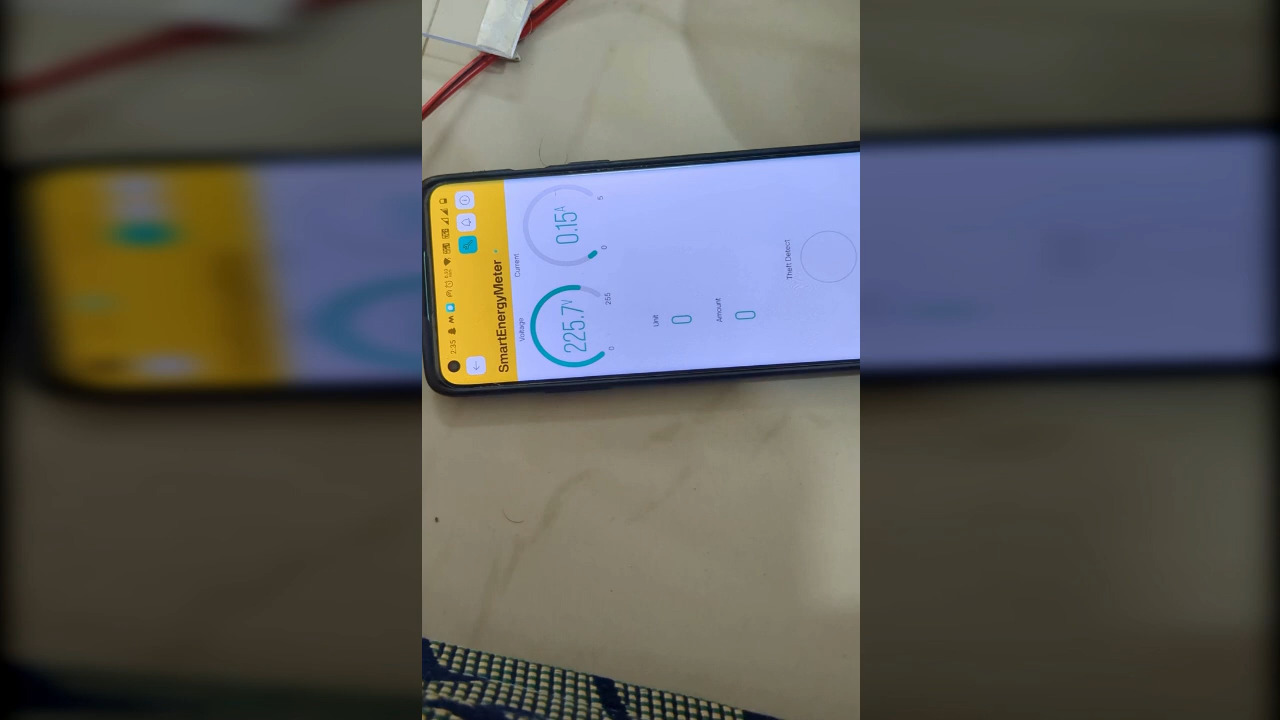 2:35
SmartEnergyMeter
Voltage
Current
225.7V
0.15A
0
255
0
5
Unit
0
Amount
0
Theft Detect